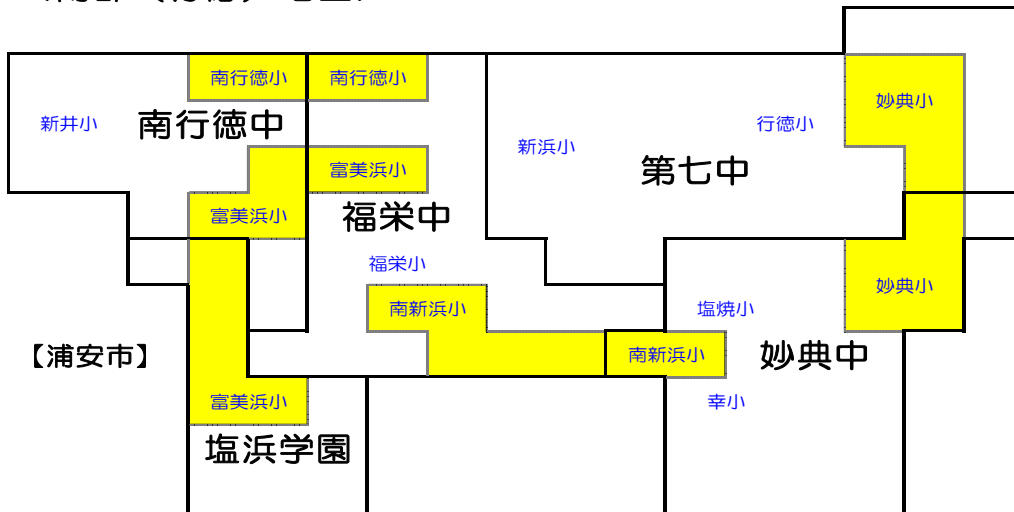 南行徳小
南行徳小
妙典小
新井小
南行徳中
行徳小
新浜小
富美浜小
第七中
富美浜小
福栄中
福栄小
妙典小
南新浜小
塩焼小
【浦安市】
南新浜小
妙典中
富美浜小
幸小
塩浜学園